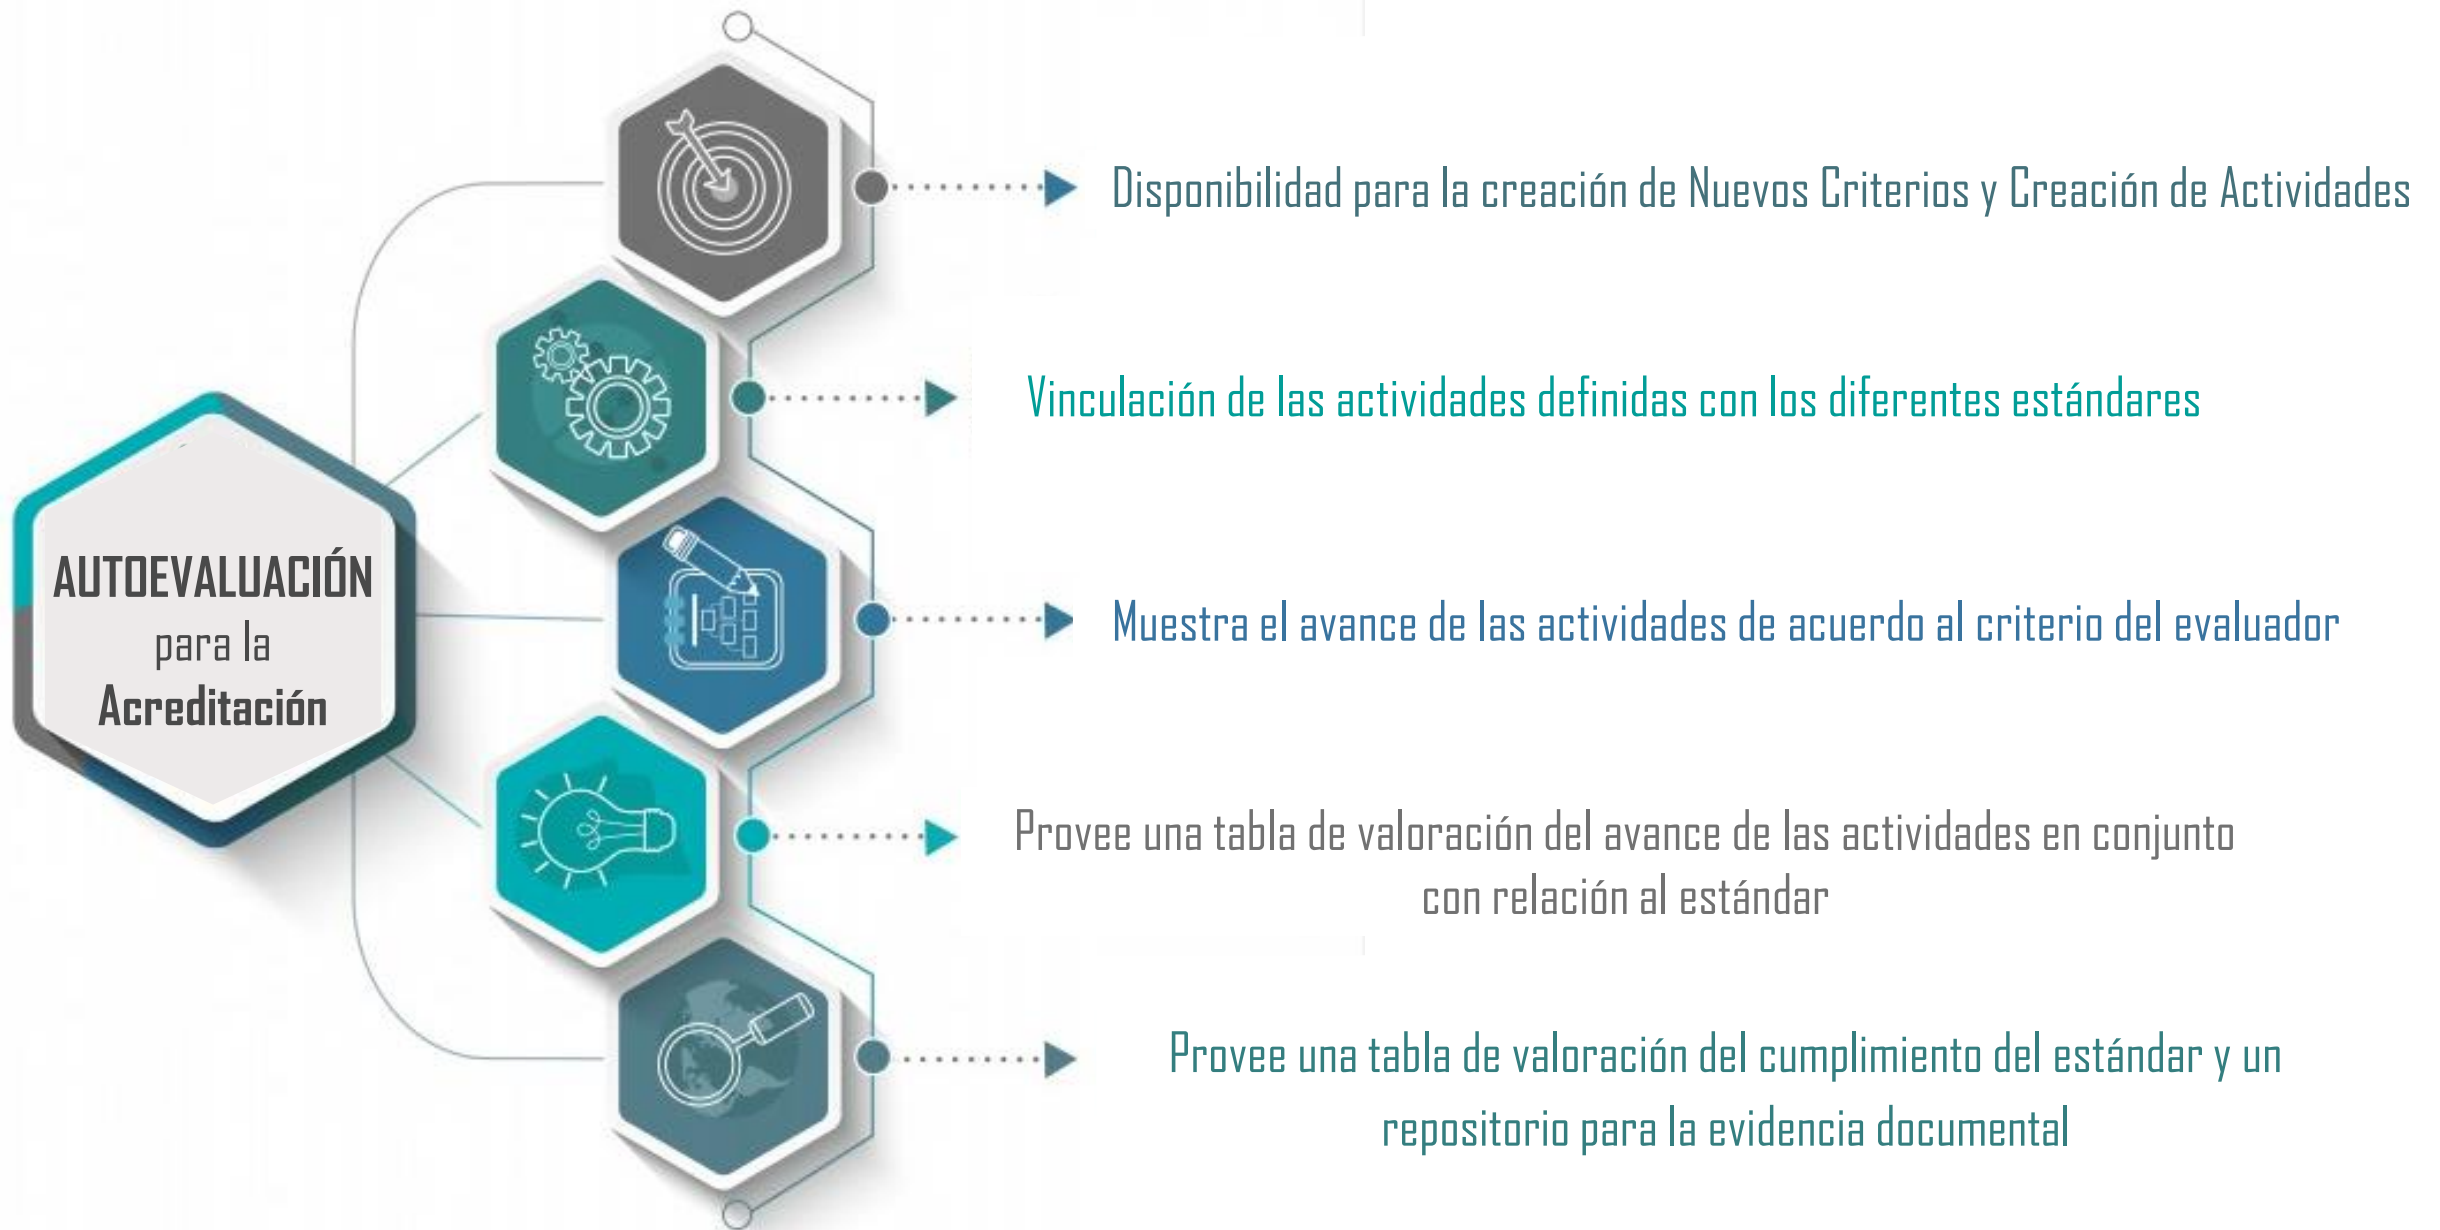 AUTOEVALUACIÓN
para la
Acreditación
Disponibilidad para la creación de Nuevos Criterios y Creación de Actividades
Vinculación de las actividades definidas con los diferentes estándares
Muestra el avance de las actividades de acuerdo al criterio del evaluador
Provee una tabla de valoración del avance de las actividades en conjunto
con relación al estándar
Provee una tabla de valoración del cumplimiento del estándar y un
repositorio para la evidencia documental